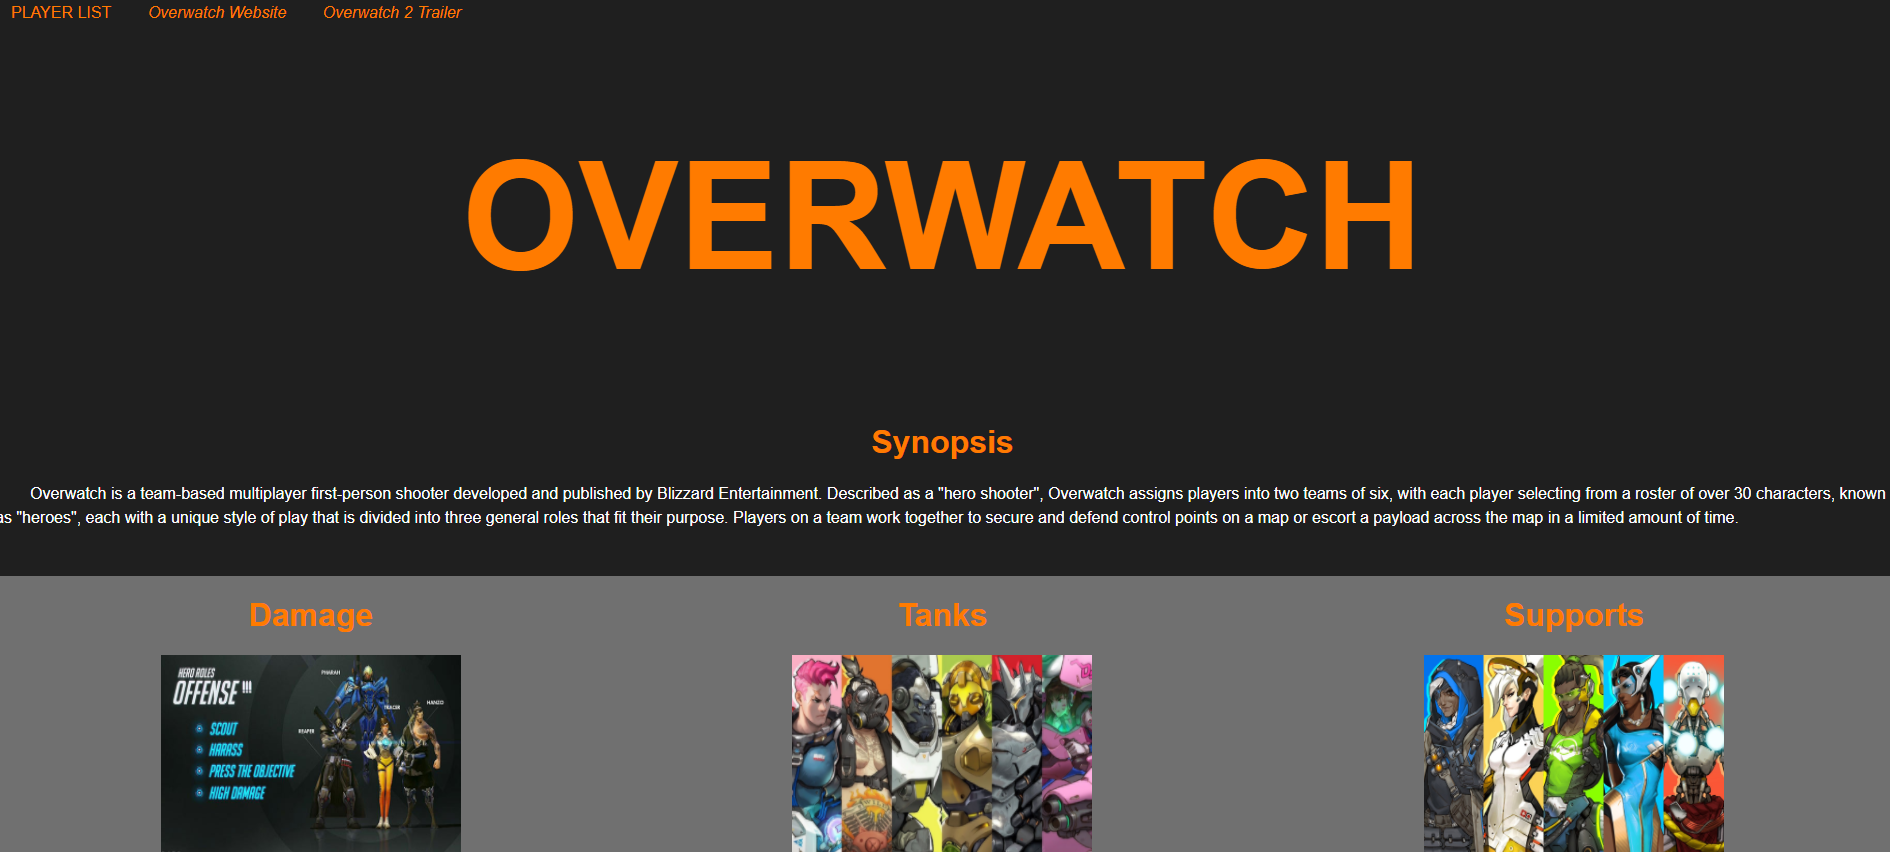 PLAYER LIST Overwatch Website Overwatch 2 Trailer
OVERWATCH
Synopsis
Overwatch is a team-based multiplayer first-person shooter developed and published by Blizzard Entertainment. Described as a "hero shooter", Overwatch assigns players into two teams of six, with each player selecting from a roster of over 30 characters, known
as "heroes", each with a unique style of play that is divided into three general roles that fit their purpose. Players on a team work together to secure and defend control points on a map or escort a payload across the map in a limited amount of time.
Damage Tanks Supports
HERO ROLES
OFFENSE
SCOUT
HARASS
PRESS THE OBJECTIVE
HIGH DAMAGE
PHARAH
TRACER
HANZO
REAPER